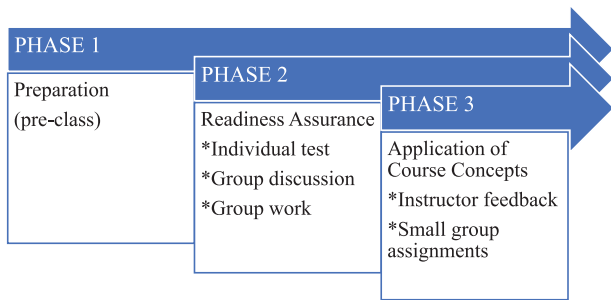 PHASE 1
Preparation
(pre-class)
PHASE 2
Readiness Assurance
*Individual test
*Group discussion
*Group work
PHASE 3
Application of
Course Concepts
*Instructor feedback
*Small group
assignments